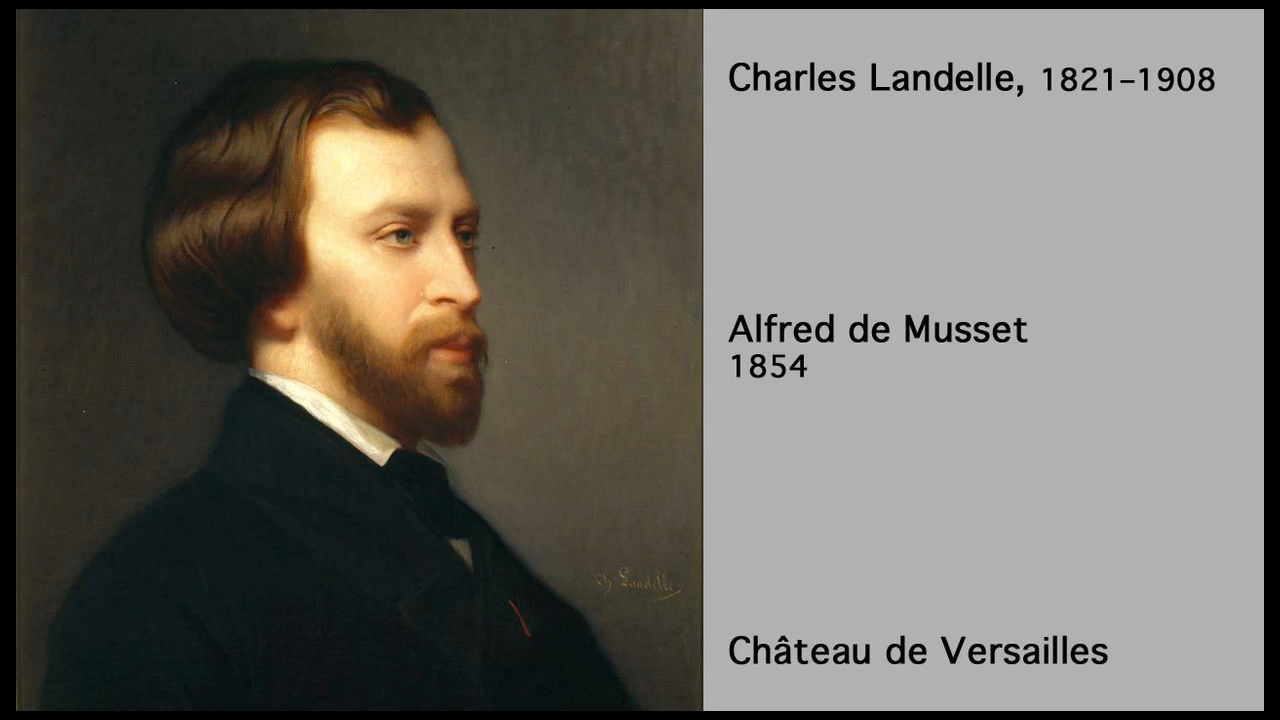 Charles Landelle, 1821–1908
Alfred de Musset
1854
Ch Landelle
Château de Versailles